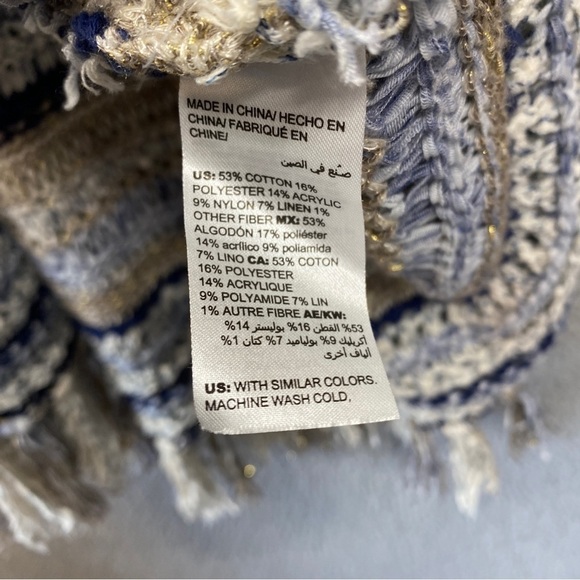 MADE IN CHINA/ HECHO EN
CHINA/ FABRIQUÉ EN
CHINE/
صنع في الصين
US: 53% COTTON 16%
POLYESTER 14% ACRYLIC
9% NYLON 7% LINEN 1%
OTHER FIBER MX: 53%
ALGODÓN 17% poliéster
14% acrílico 9% poliamida
7% LINO CA: 53% COTON
16% POLYESTER
14% ACRYLIQUE
9% POLYAMIDE 7% LIN
1% AUTRE FIBRE AE/KW:
53% القطن 16% بوليستر 14%
أكريليك 9% بولياميد 7% كتان 1%
ألياف أخرى
US: WITH SIMILAR COLORS.
MACHINE WASH COLD,